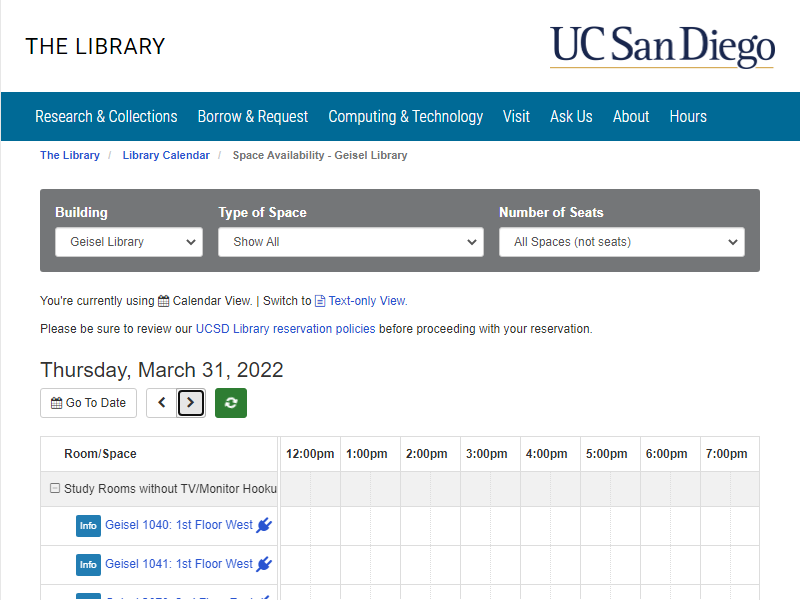 THE LIBRARY
UC San Diego
Research & Collections Borrow & Request Computing & Technology Visit Ask Us About Hours
The Library / Library Calendar / Space Availability - Geisel Library
Building Type of Space Number of Seats
Geisel Library Show All All Spaces (not seats)
You're currently using Calendar View. | Switch to Text-only View.
Please be sure to review our UCSD Library reservation policies before proceeding with your reservation.
Thursday, March 31, 2022
Go To Date
Room/Space 12:00pm 1:00pm 2:00pm 3:00pm 4:00pm 5:00pm 6:00pm 7:00pm
Study Rooms without TV/Monitor Hooku
Info Geisel 1040: 1st Floor West
Info Geisel 1041: 1st Floor West